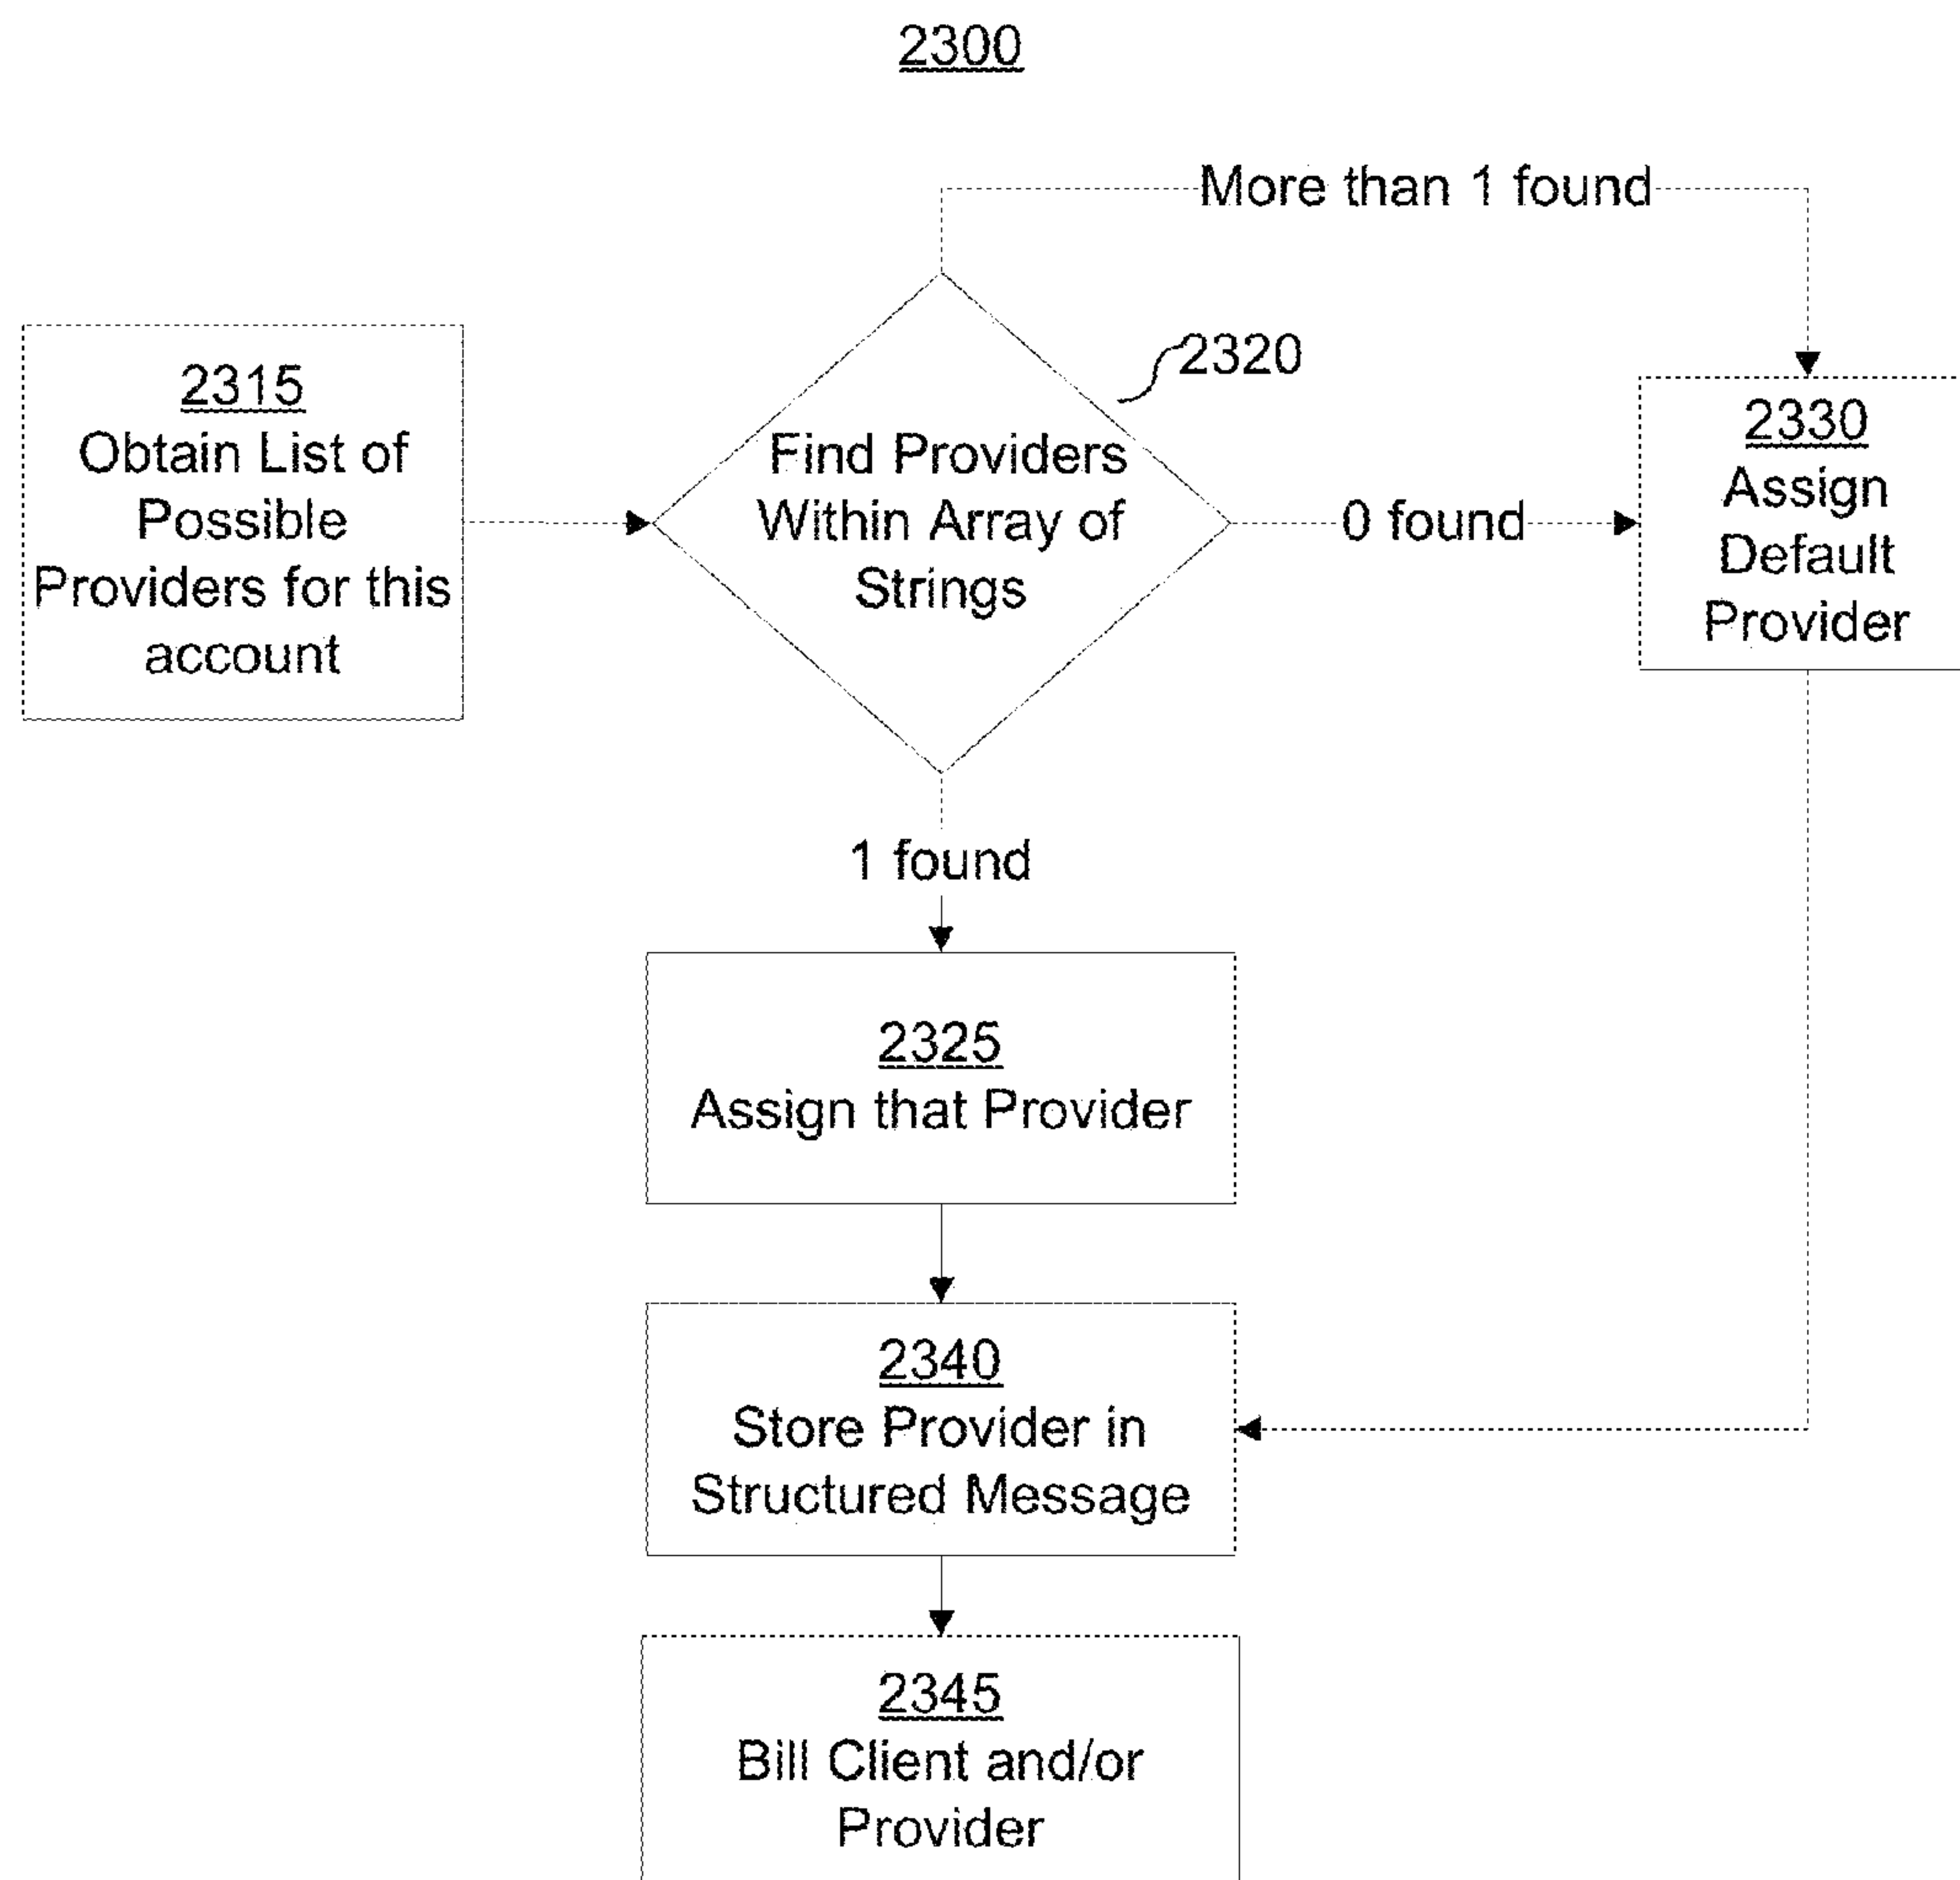 2300
More than 1 found
2315
Obtain List of
Possible
Providers for this
account
2320
Find Providers
Within Array of
Strings
0 found
2330
Assign
Default
Provider
1 found
2325
Assign that Provider
2340
Store Provider in
Structured Message
2345
Bill Client and/or
Provider